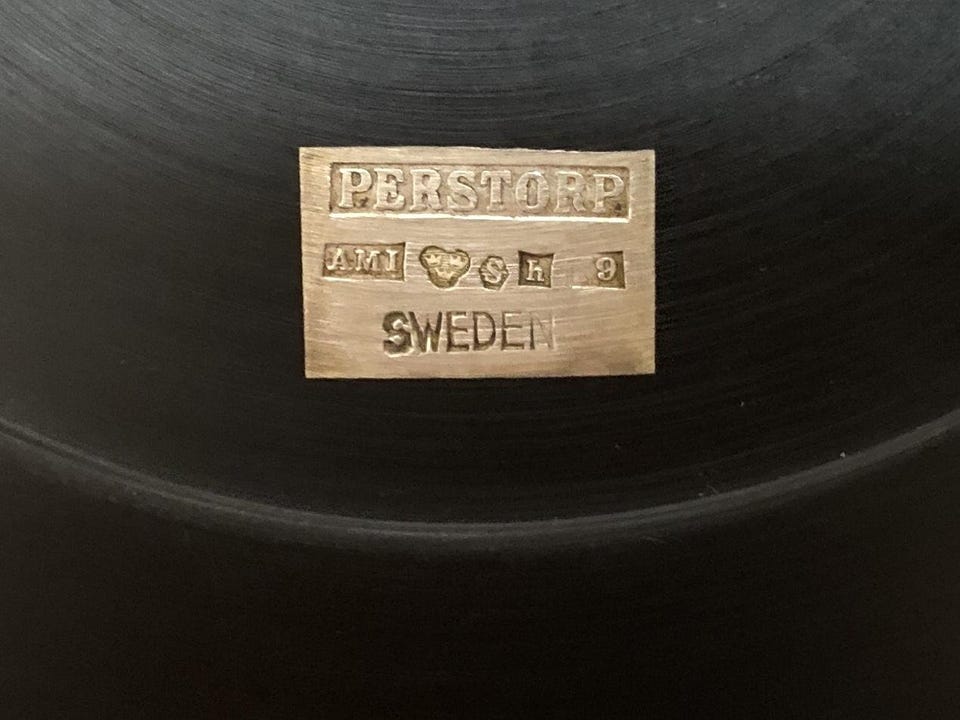 PERSTORP
AMI S h 9
SWEDEN